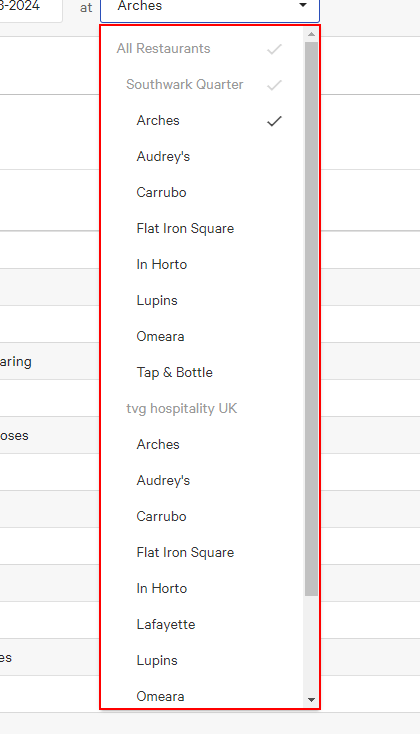 3-2024 at Arches
All Restaurants
Southwark Quarter
Arches
Audrey's
Carrubo
Flat Iron Square
In Horto
Lupins
Omeara
aring
Tap & Bottle
tvg hospitality UK
oses
Arches
Audrey's
Carrubo
Flat Iron Square
In Horto
Lafayette
es
Lupins
Omeara